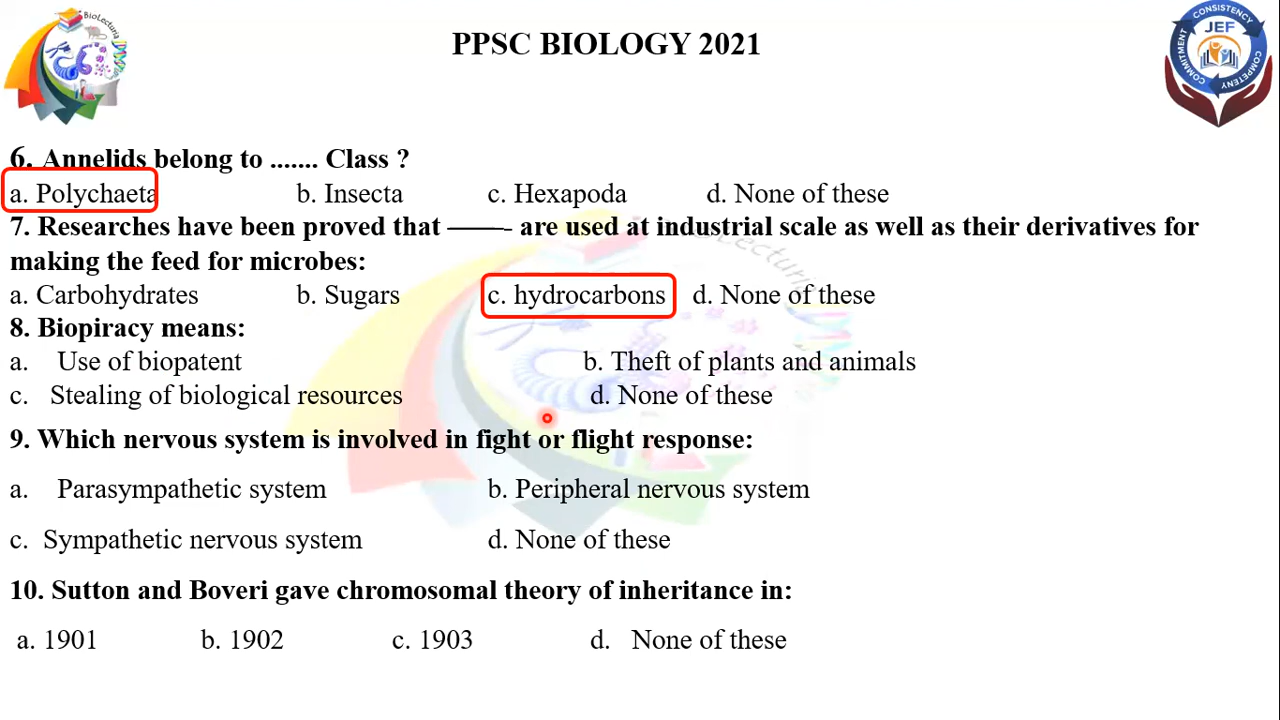 BioLectures
PPSC BIOLOGY 2021
CONSISTENCY
JEF
COMMITMENT
COMPETENY
6. Annelids belong to ....... Class ?
a. Polychaeta b. Insecta c. Hexapoda d. None of these
7. Researches have been proved that ——- are used at industrial scale as well as their derivatives for
making the feed for microbes:
a. Carbohydrates b. Sugars c. hydrocarbons d. None of these
8. Biopiracy means:
a. Use of biopatent b. Theft of plants and animals
c. Stealing of biological resources d. None of these
9. Which nervous system is involved in fight or flight response:
a. Parasympathetic system b. Peripheral nervous system
c. Sympathetic nervous system d. None of these
10. Sutton and Boveri gave chromosomal theory of inheritance in:
a. 1901 b. 1902 c. 1903 d. None of these